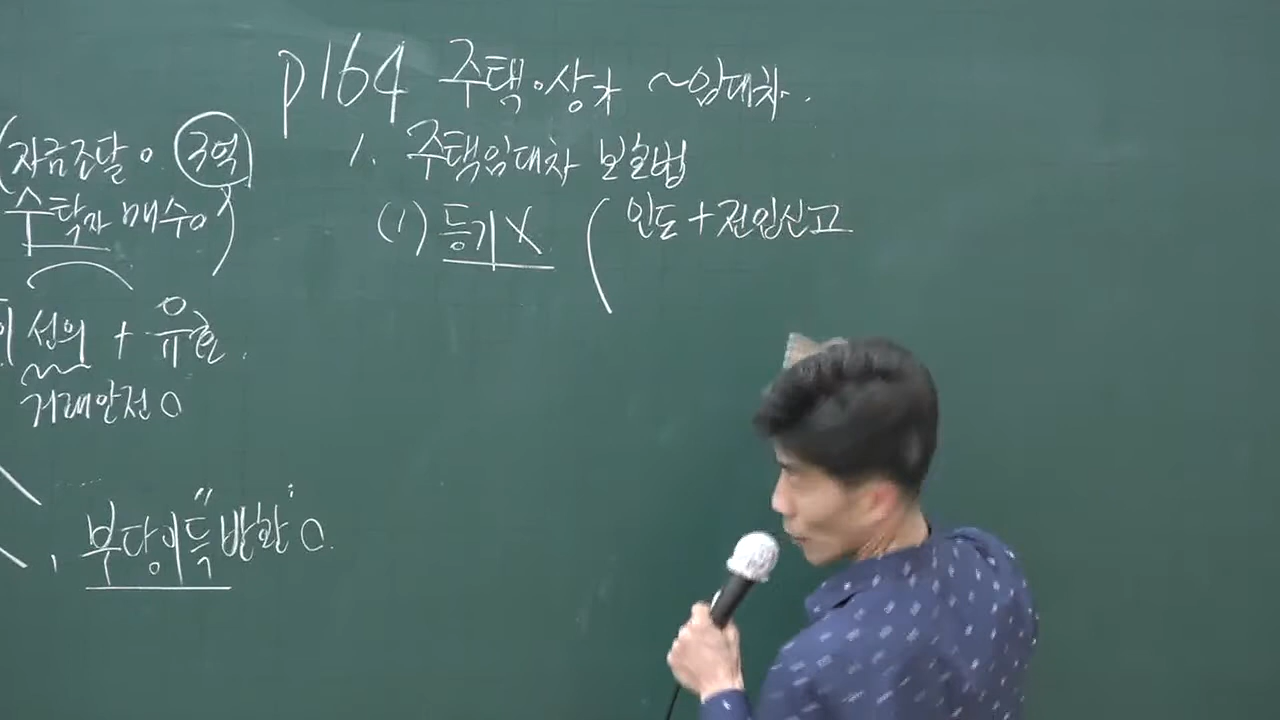 p164 주택·상가 ~임대차.
1. 주택임대차 보호법
(1) 등기X ( 인도+전입신고
(자금조달o 3억
수탁자 매수o)
선의 + 유효.
거래안전 O
부당이득 반환 O.